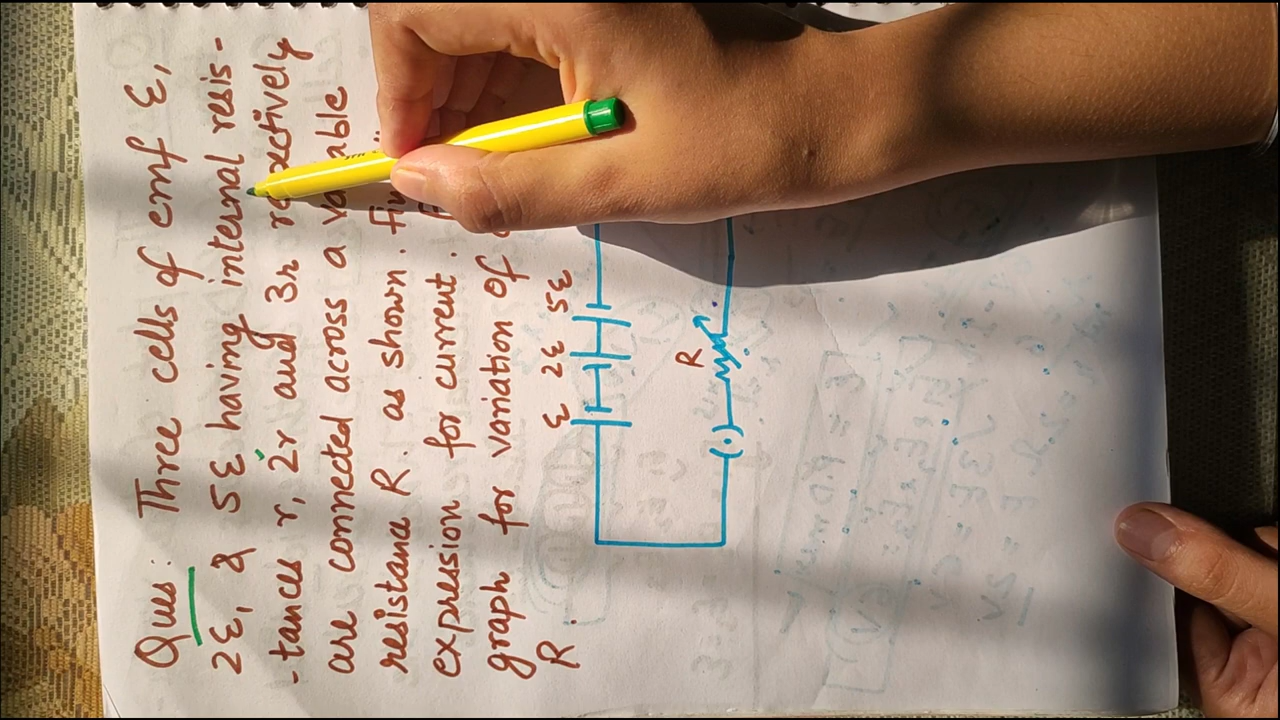 Ques: Three cells of emf ε,
2ε, & 5ε having internal resis-
-tances r, 2r and 3r respectively
are connected across a variable
resistance R. as shown.
expression for current.
graph for variation of
R.
ε 2ε 5ε
R